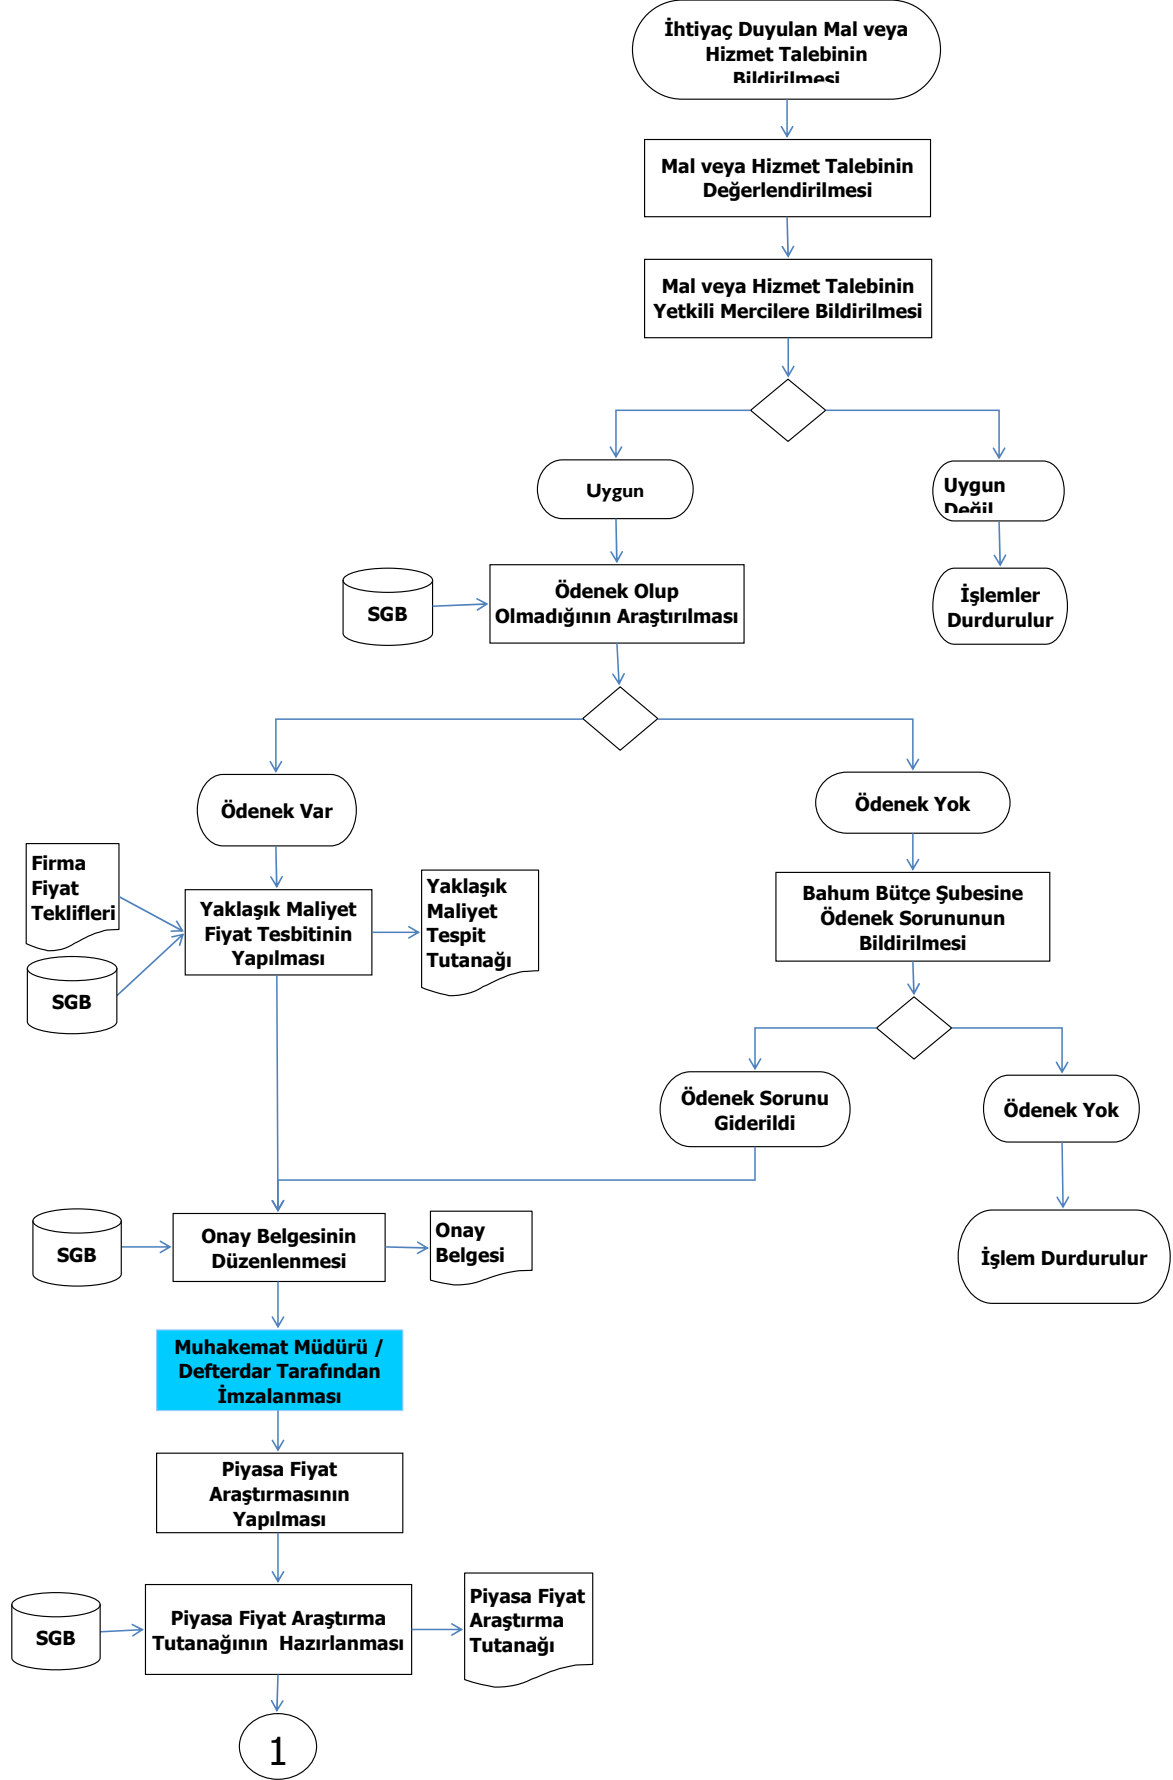 İhtiyaç Duyulan Mal veya
Hizmet Talebinin
Bildirilmesi
Mal veya Hizmet Talebinin
Değerlendirilmesi
Mal veya Hizmet Talebinin
Yetkili Mercilere Bildirilmesi
Uygun
Uygun
Değil
SGB
Ödenek Olup
Olmadığının Araştırılması
İşlemler
Durdurulur
Ödenek Var
Ödenek Yok
Firma
Fiyat
Teklifleri
Yaklaşık Maliyet
Fiyat Tesbitinin
Yapılması
Yaklaşık
Maliyet
Tespit
Tutanağı
Bahum Bütçe Şubesine
Ödenek Sorununun
Bildirilmesi
SGB
Ödenek Sorunu
Giderildi
Ödenek Yok
SGB
Onay Belgesinin
Düzenlenmesi
Onay
Belgesi
İşlem Durdurulur
Muhakemat Müdürü /
Defterdar Tarafından
İmzalanması
Piyasa Fiyat
Araştırmasının
Yapılması
SGB
Piyasa Fiyat Araştırma
Tutanağının  Hazırlanması
Piyasa Fiyat
Araştırma
Tutanağı
1